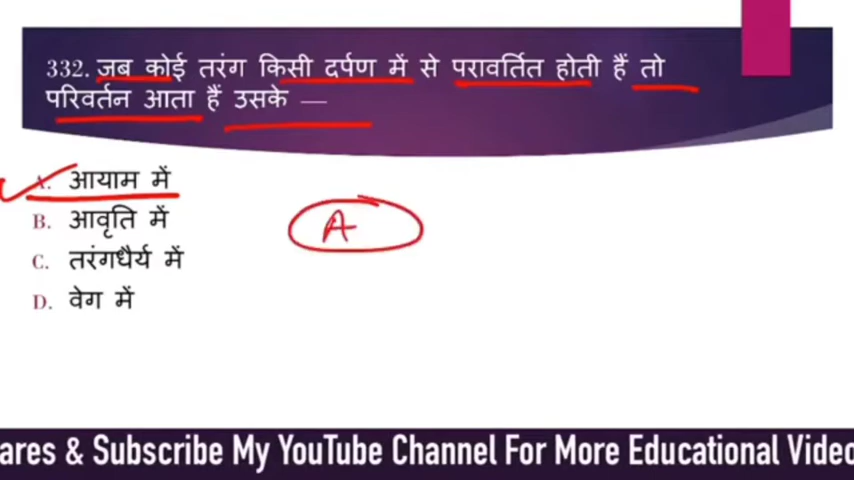 332. जब कोई तरंग किसी दर्पण में से परावर्तित होती हैं तो
परिवर्तन आता हैं उसके —
A. आयाम में
B. आवृति में
A
C. तरंगधैर्य में
D. वेग में
ares & Subscribe My YouTube Channel For More Educational Video